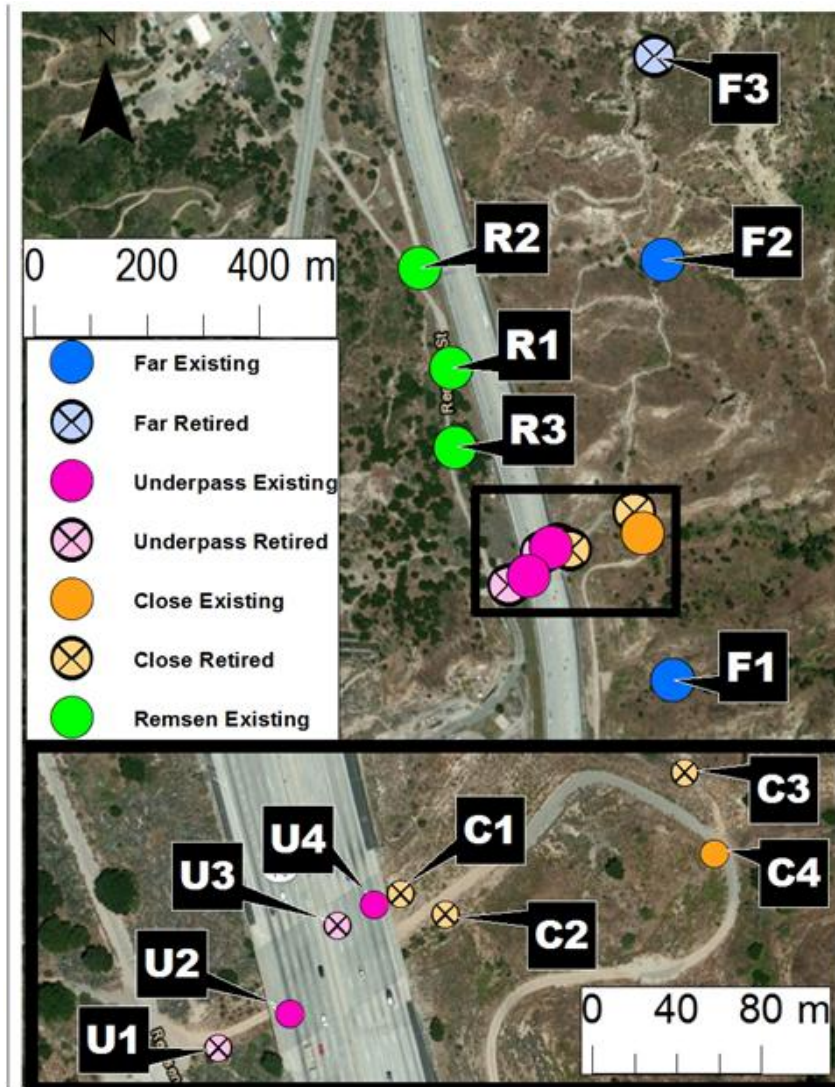 N
F3
R2
F2
0 200 400 m
R1
St
R3
Far Existing
Far Retired
Underpass Existing
Underpass Retired
Close Existing
Close Retired
Remsen Existing
F1
C3
U4
C1
C4
U3
C2
U2
0 40 80 m
U1